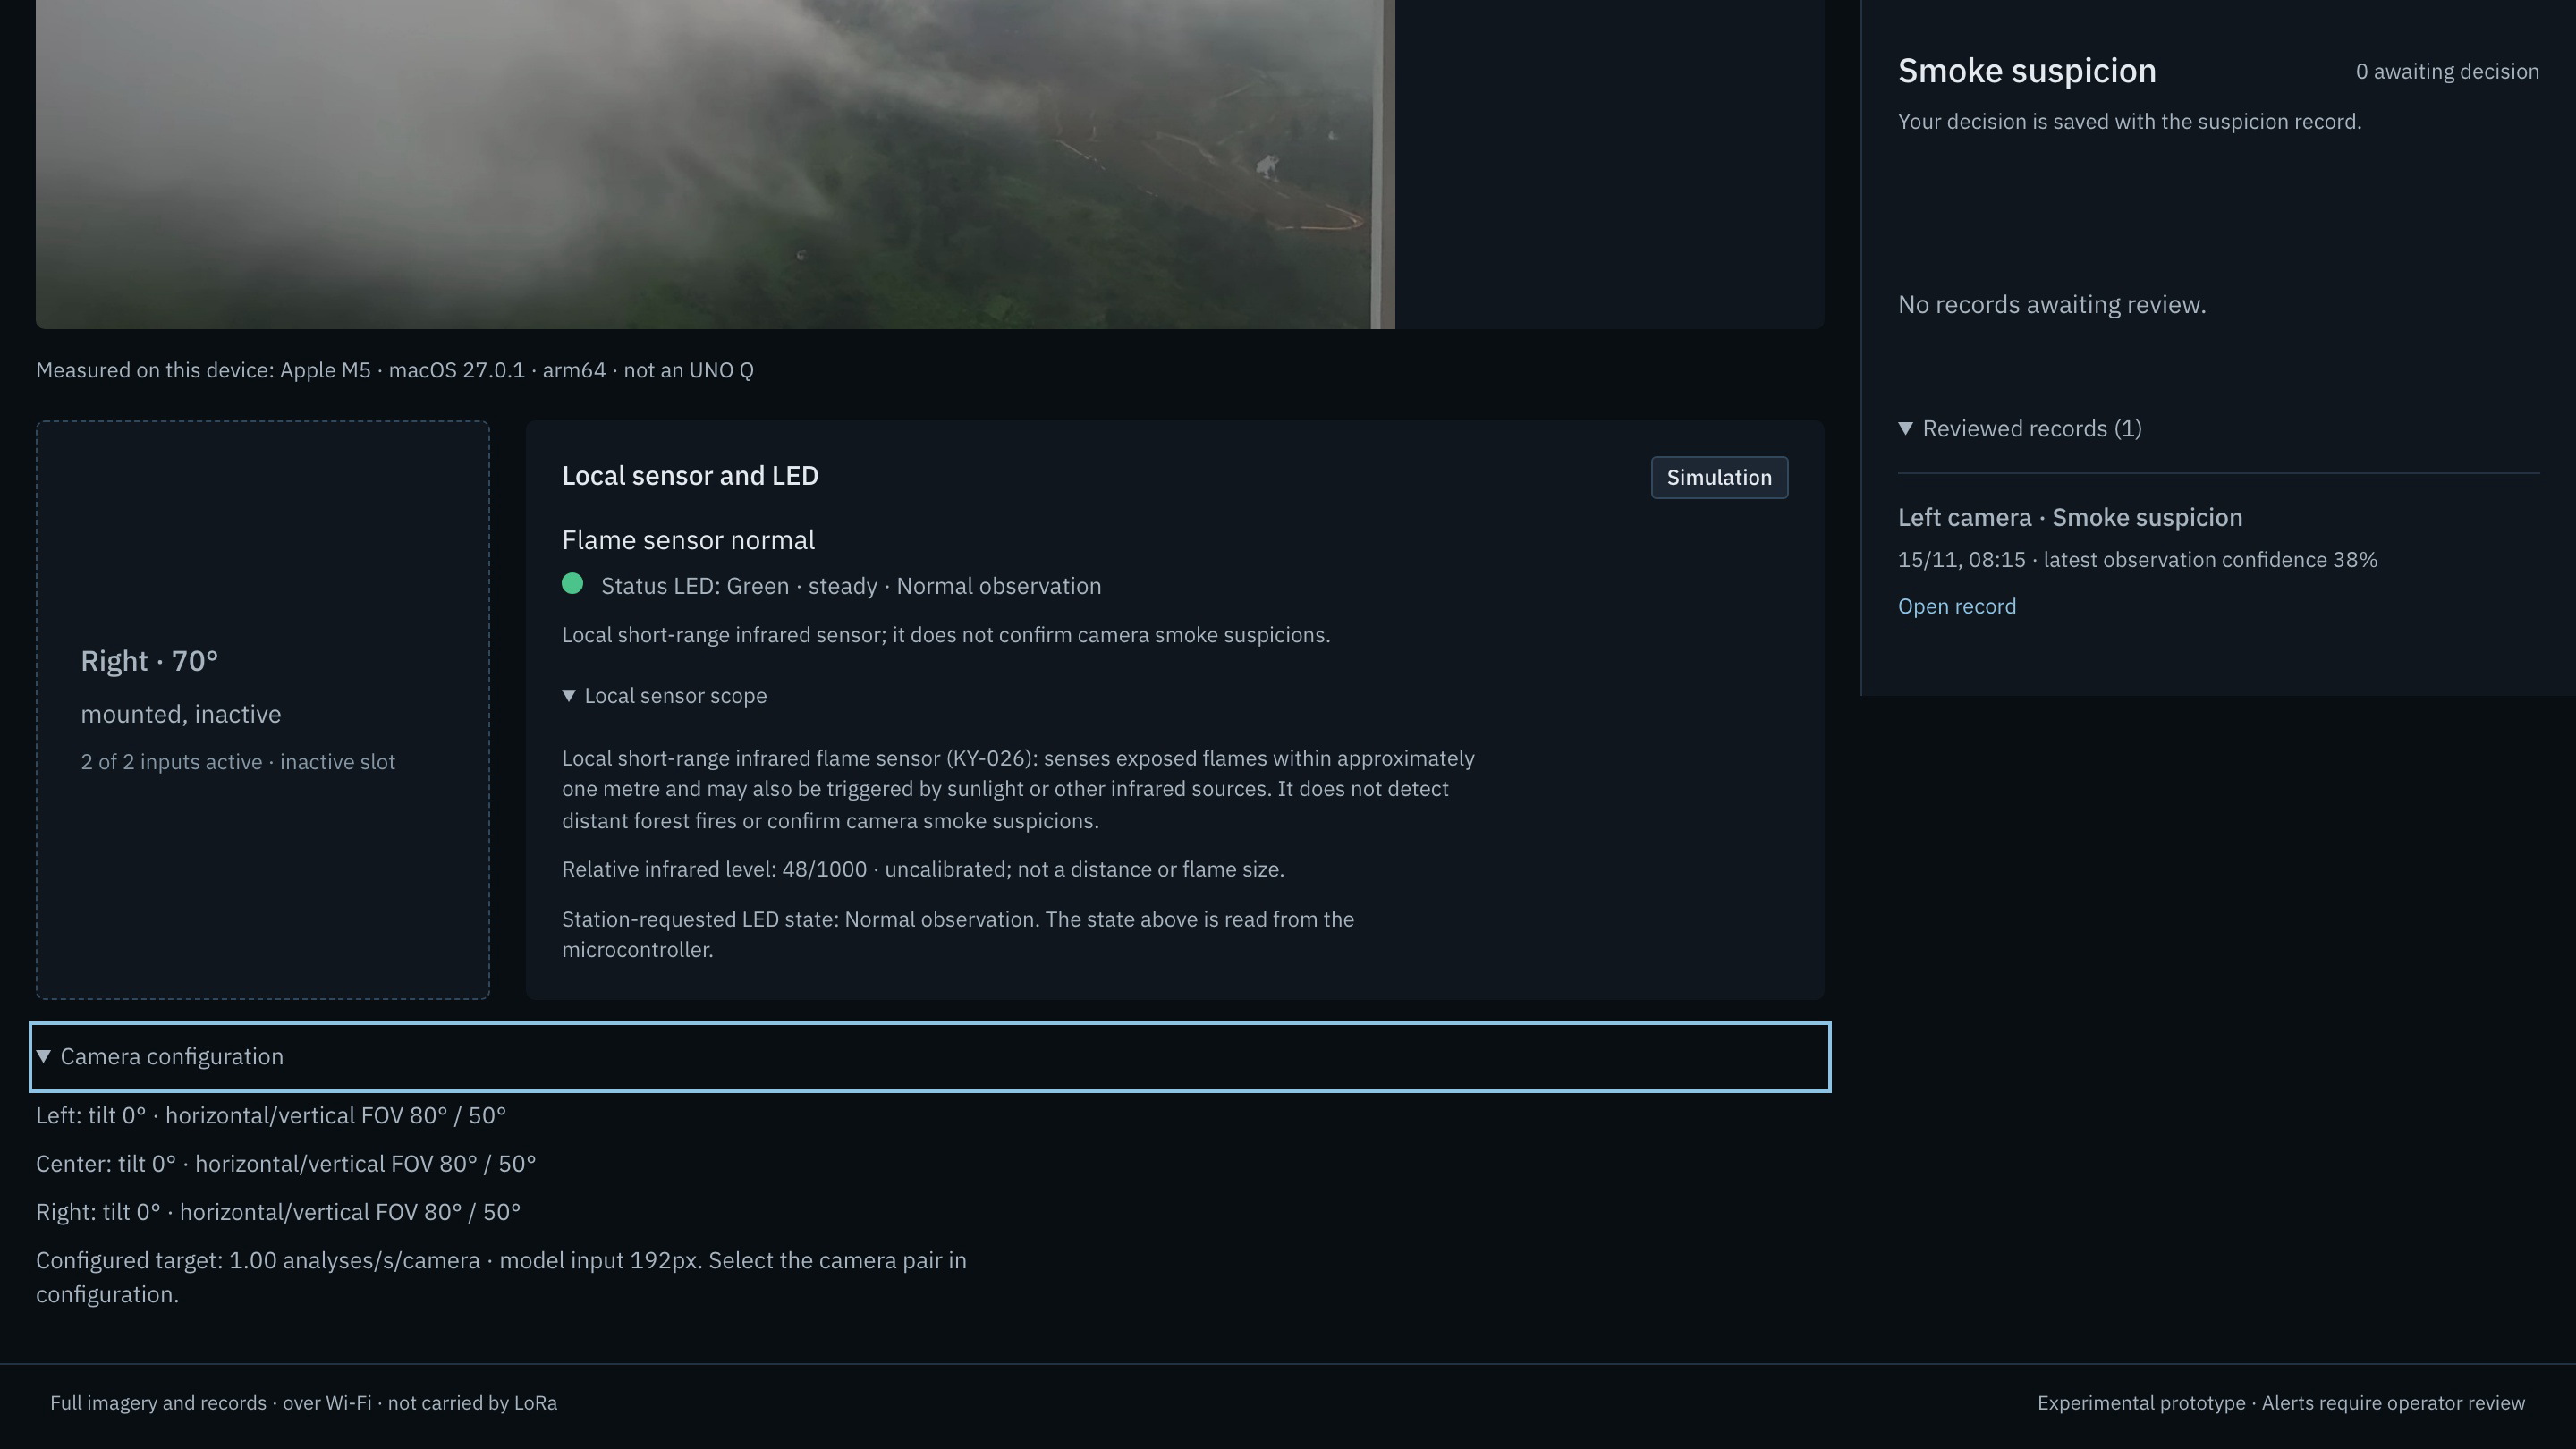 Smoke suspicion
0 awaiting decision
Your decision is saved with the suspicion record.
No records awaiting review.
▼ Reviewed records (1)
Left camera · Smoke suspicion
15/11, 08:15 · latest observation confidence 38%
Open record
Measured on this device: Apple M5 · macOS 27.0.1 · arm64 · not an UNO Q
Right · 70°
mounted, inactive
2 of 2 inputs active · inactive slot
Local sensor and LED
Simulation
Flame sensor normal
Status LED: Green · steady · Normal observation
Local short-range infrared sensor; it does not confirm camera smoke suspicions.
▼ Local sensor scope
Local short-range infrared flame sensor (KY-026): senses exposed flames within approximately
one metre and may also be triggered by sunlight or other infrared sources. It does not detect
distant forest fires or confirm camera smoke suspicions.
Relative infrared level: 48/1000 · uncalibrated; not a distance or flame size.
Station-requested LED state: Normal observation. The state above is read from the
microcontroller.
▼ Camera configuration
Left: tilt 0° · horizontal/vertical FOV 80° / 50°
Center: tilt 0° · horizontal/vertical FOV 80° / 50°
Right: tilt 0° · horizontal/vertical FOV 80° / 50°
Configured target: 1.00 analyses/s/camera · model input 192px. Select the camera pair in
configuration.
Full imagery and records · over Wi-Fi · not carried by LoRa
Experimental prototype · Alerts require operator review